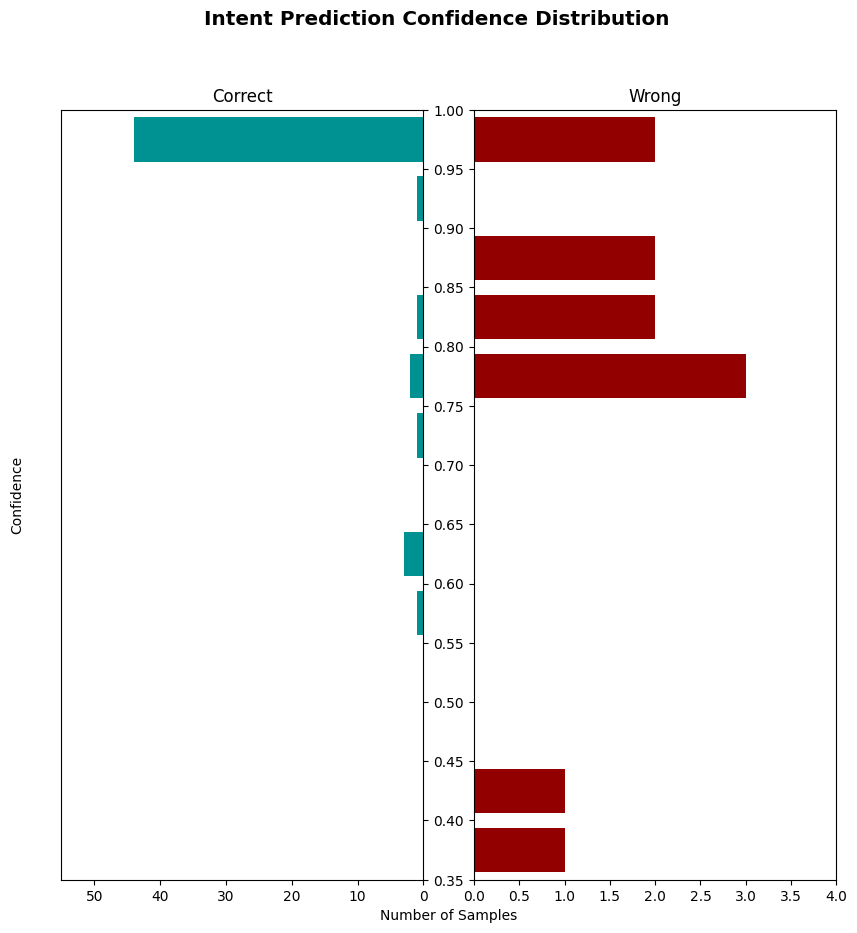 Intent Prediction Confidence Distribution
Correct
Wrong
Confidence
1.00
0.95
0.90
0.85
0.80
0.75
0.70
0.65
0.60
0.55
0.50
0.45
0.40
0.35
50 40 30 20 10 0
0.0 0.5 1.0 1.5 2.0 2.5 3.0 3.5 4.0
Number of Samples